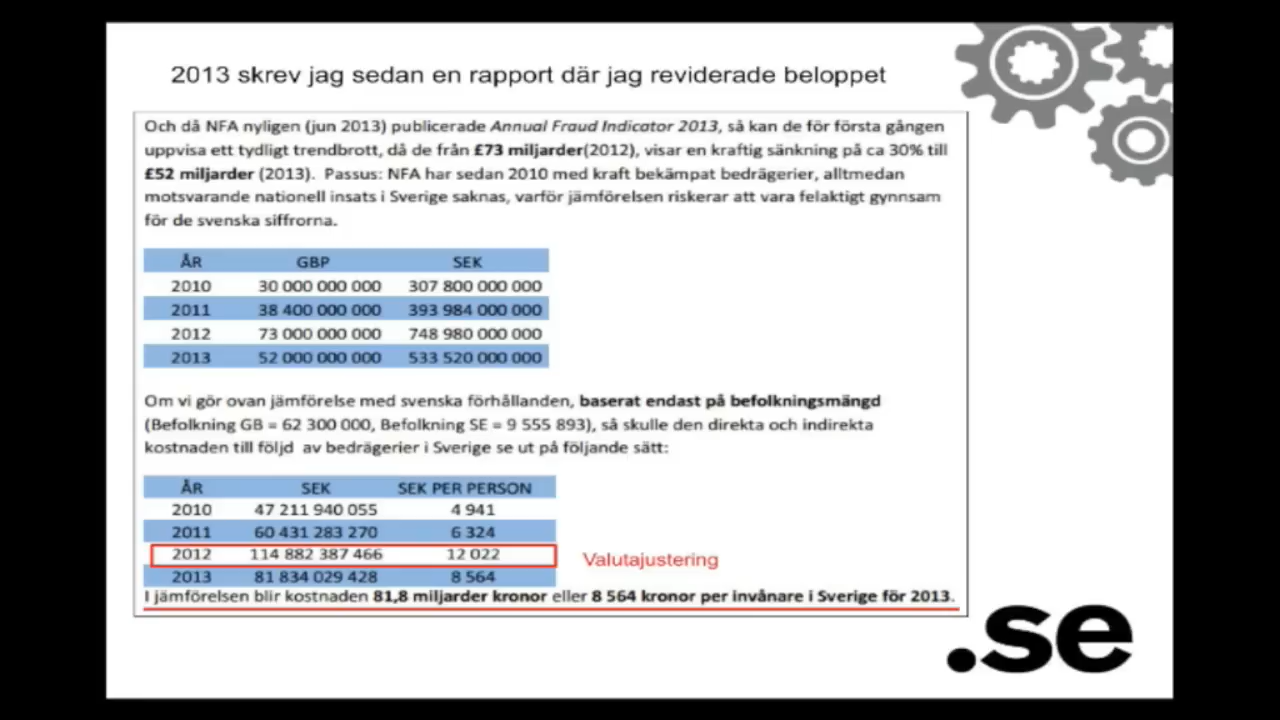 2013 skrev jag sedan en rapport där jag reviderade beloppet
Och då NFA nyligen (jun 2013) publicerade Annual Fraud Indicator 2013, så kan de för första gången
uppvisa ett tydligt trendbrott, då de från £73 miljarder(2012), visar en kraftig sänkning på ca 30% till
£52 miljarder (2013). Passus: NFA har sedan 2010 med kraft bekämpat bedrägerier, alltmedan
motsvarande nationell insats i Sverige saknas, varför jämförelsen riskerar att vara felaktigt gynnsam
för de svenska siffrorna.
ÅR GBP SEK
2010 30 000 000 000 307 800 000 000
2011 38 400 000 000 393 984 000 000
2012 73 000 000 000 748 980 000 000
2013 52 000 000 000 533 520 000 000
Om vi gör ovan jämförelse med svenska förhållanden, baserat endast på befolkningsmängd
(Befolkning GB = 62 300 000, Befolkning SE = 9 555 893), så skulle den direkta och indirekta
kostnaden till följd av bedrägerier i Sverige se ut på följande sätt:
ÅR SEK SEK PER PERSON
2010 47 211 940 055 4 941
2011 60 431 283 270 6 324
2012 114 882 387 466 12 022
Valutajustering
2013 81 834 029 428 8 564
I jämförelsen blir kostnaden 81,8 miljarder kronor eller 8 564 kronor per invånare i Sverige för 2013.
.se